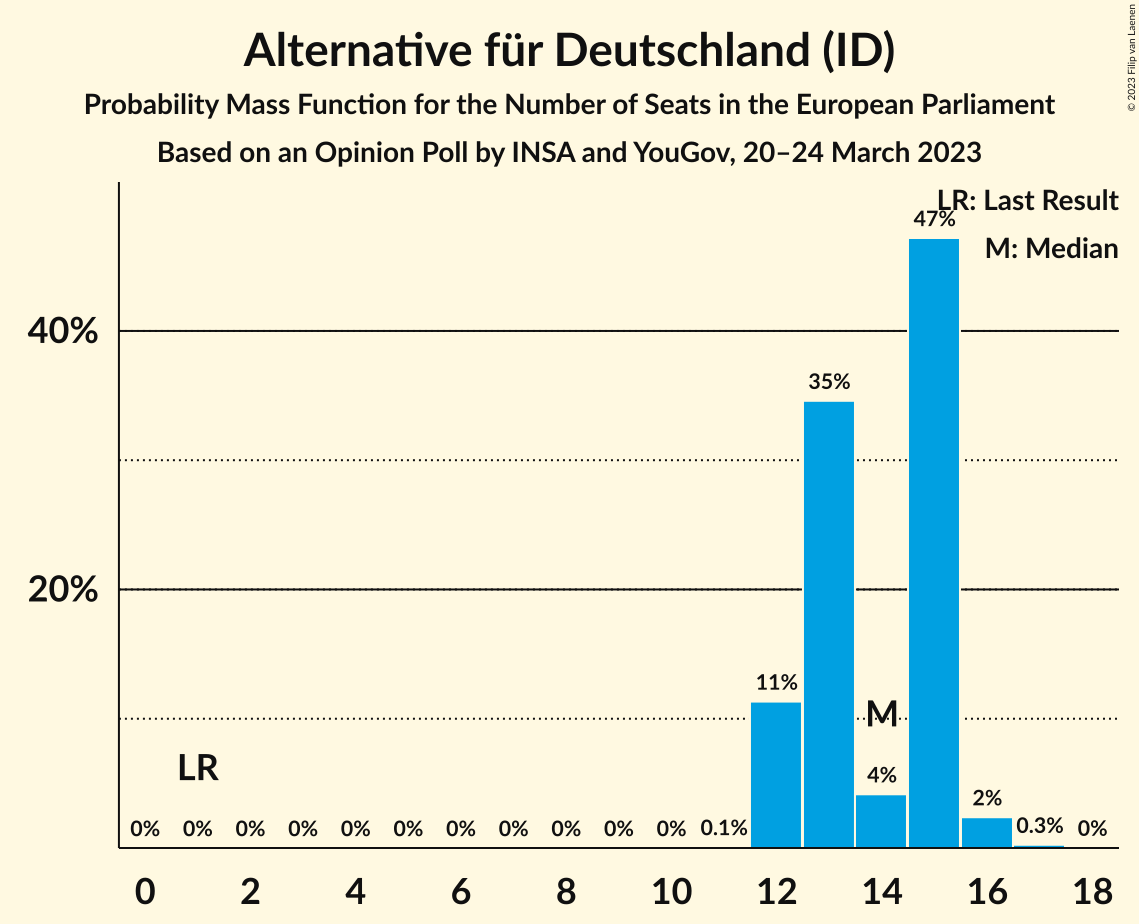 Alternative für Deutschland (ID)
Probability Mass Function for the Number of Seats in the European Parliament
Based on an Opinion Poll by INSA and YouGov, 20–24 March 2023
© 2023 Filip van Laenen
LR: Last Result
M: Median
47%
40%
35%
20%
11%
M
LR
4%
2%
0% 0% 0% 0% 0% 0% 0% 0% 0% 0% 0% 0.1% 0.3% 0%
0 2 4 6 8 10 12 14 16 18